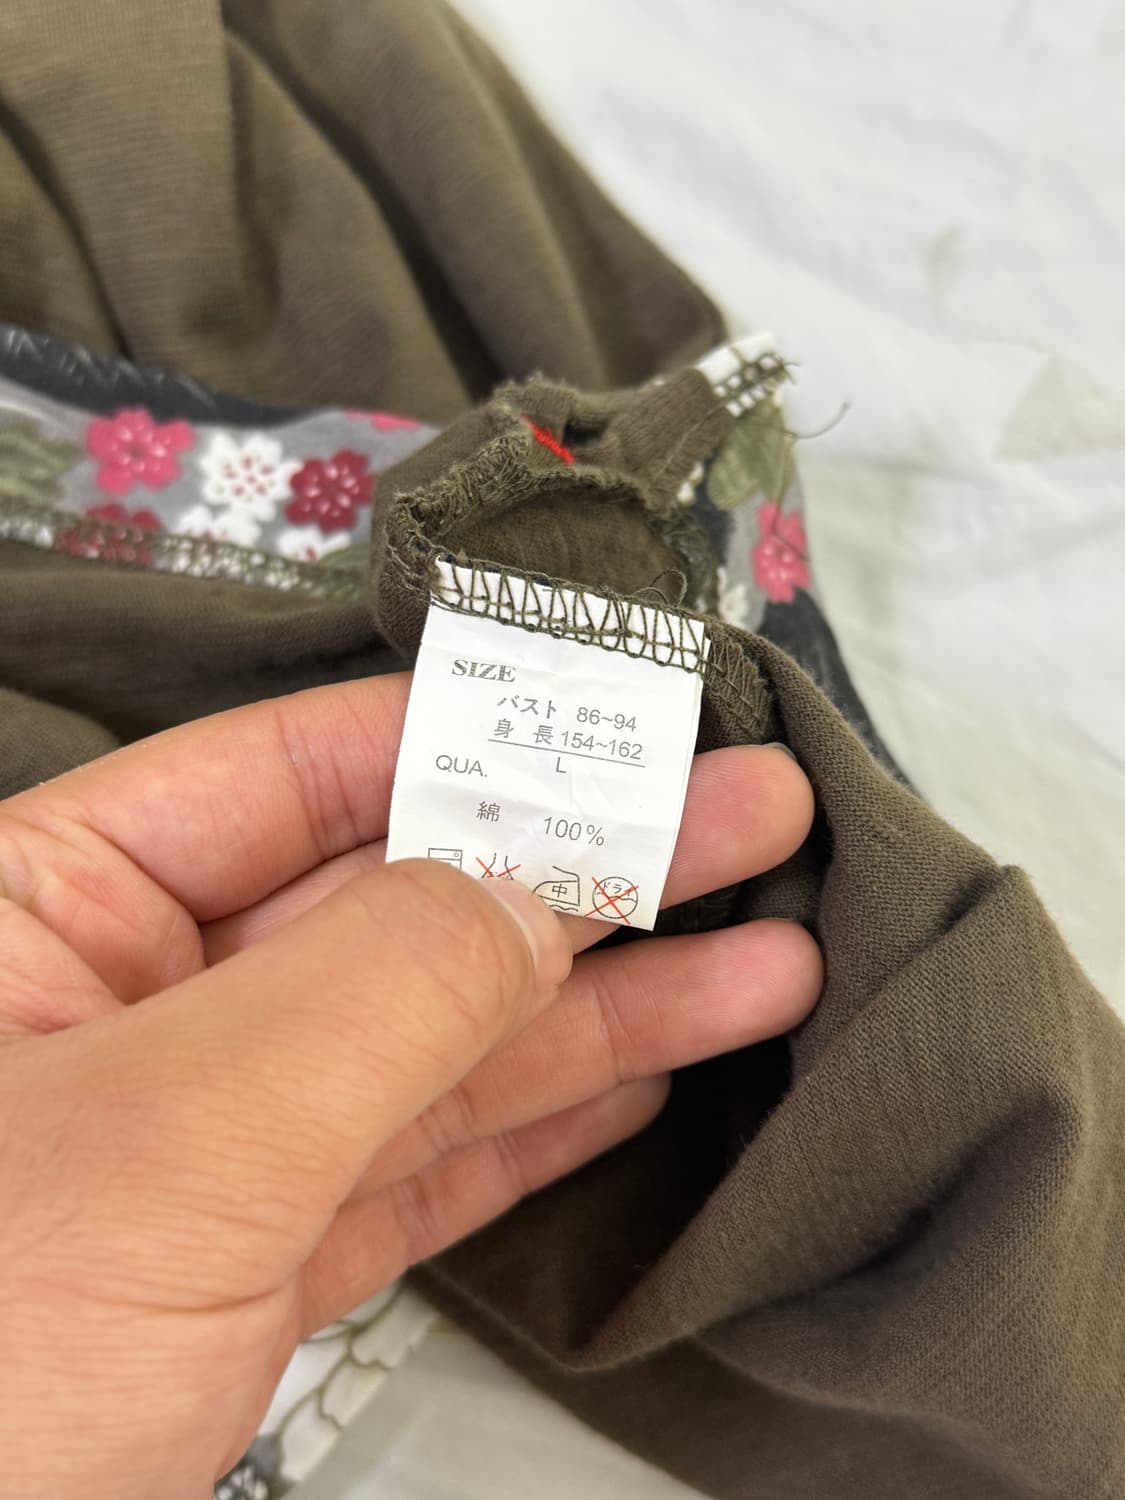 SIZE
バスト 86~94
身 長 154~162
QUA. L
綿 100%
中
ドライ